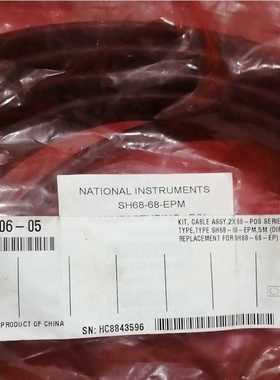 NATIONAL INSTRUMENTS
SH68-68-EPM
06-05
KIT, CABLE ASSY, 2X68-POS SERIE
TYPE, TYPE SH68-68-EPM, 5M (DI
REPLACEMENT FOR SH68-68-EP)
PRODUCT OF CHINA
SN: HC8843596